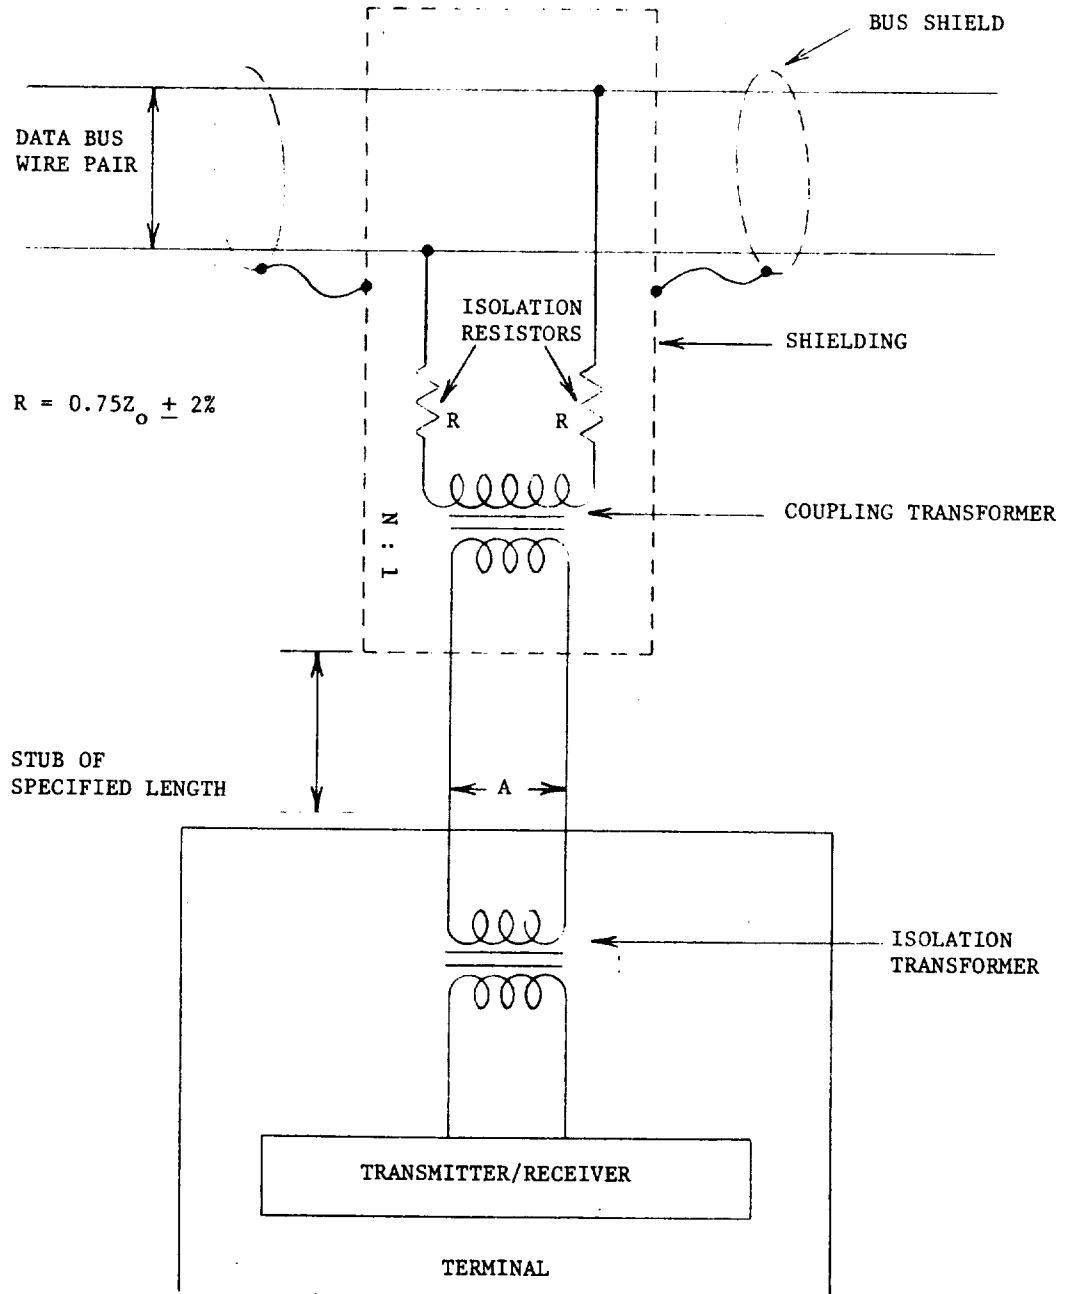 BUS SHIELD
DATA BUS
WIRE PAIR
ISOLATION
RESISTORS
SHIELDING
R = 0.75Zo ± 2%
R
R
COUPLING TRANSFORMER
N : 1
STUB OF
SPECIFIED LENGTH
A
ISOLATION
TRANSFORMER
TRANSMITTER/RECEIVER
TERMINAL